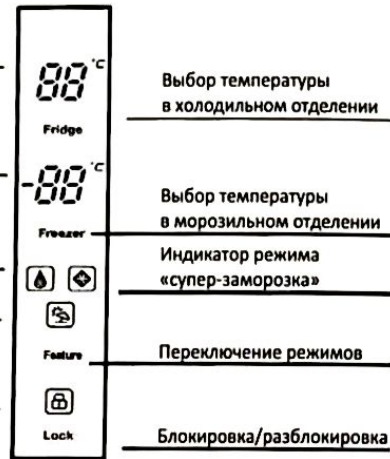 88°C
Fridge
Выбор температуры
в холодильном отделении
-88°C
Freezer
Выбор температуры
в морозильном отделении
Индикатор режима
«супер-заморозка»
Feature
Переключение режимов
Lock
Блокировка/разблокировка